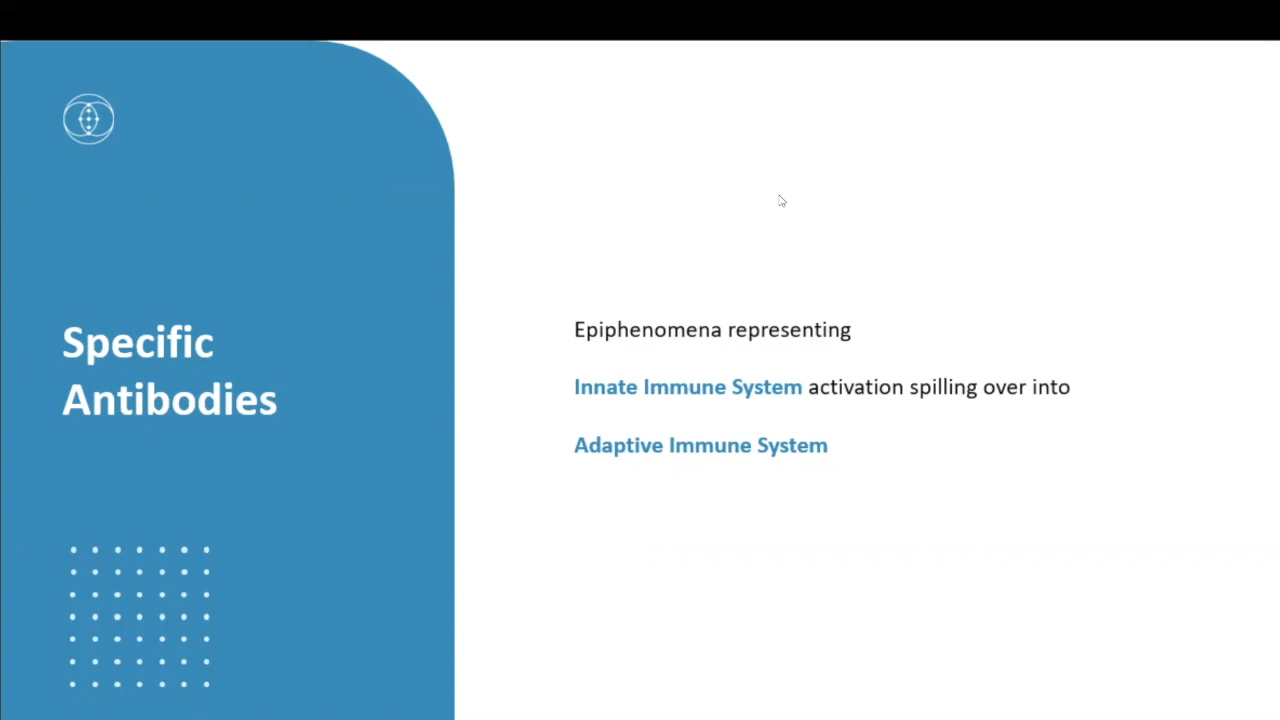 Specific
Antibodies
Epiphenomena representing
Innate Immune System activation spilling over into
Adaptive Immune System